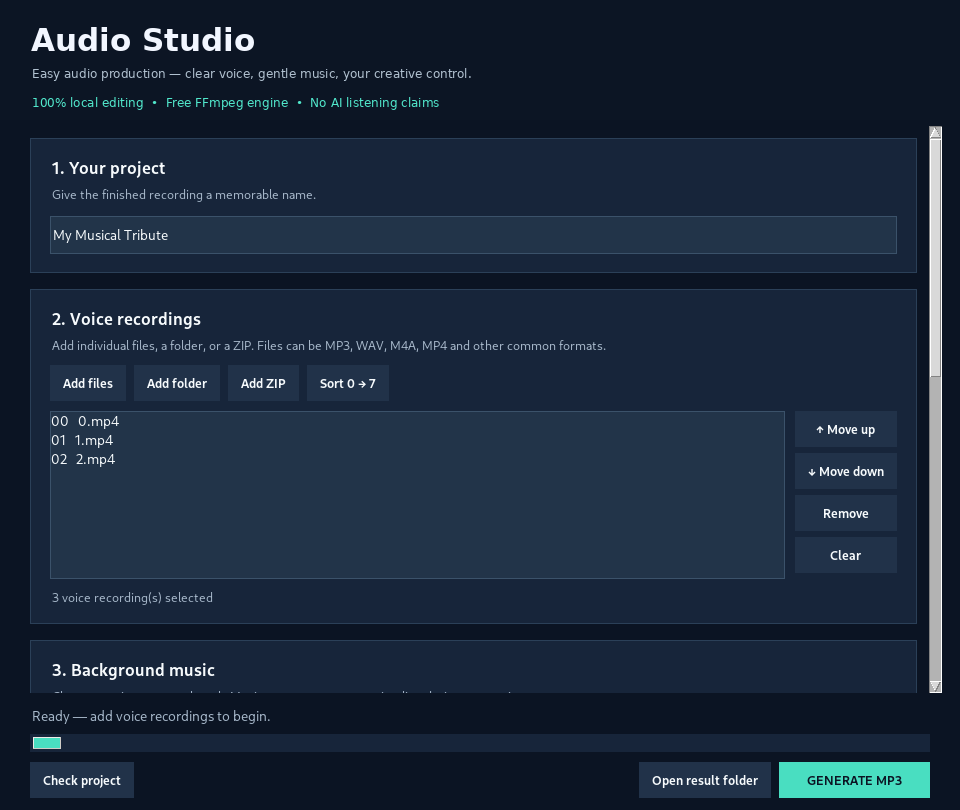 Audio Studio
Easy audio production — clear voice, gentle music, your creative control.
100% local editing • Free FFmpeg engine • No AI listening claims
1. Your project
Give the finished recording a memorable name.
My Musical Tribute
2. Voice recordings
Add individual files, a folder, or a ZIP. Files can be MP3, WAV, M4A, MP4 and other common formats.
Add files Add folder Add ZIP Sort 0 → 7
00 0.mp4
01 1.mp4
02 2.mp4
↑ Move up
↓ Move down
Remove
Clear
3 voice recording(s) selected
3. Background music
Ready — add voice recordings to begin.
Check project Open result folder GENERATE MP3